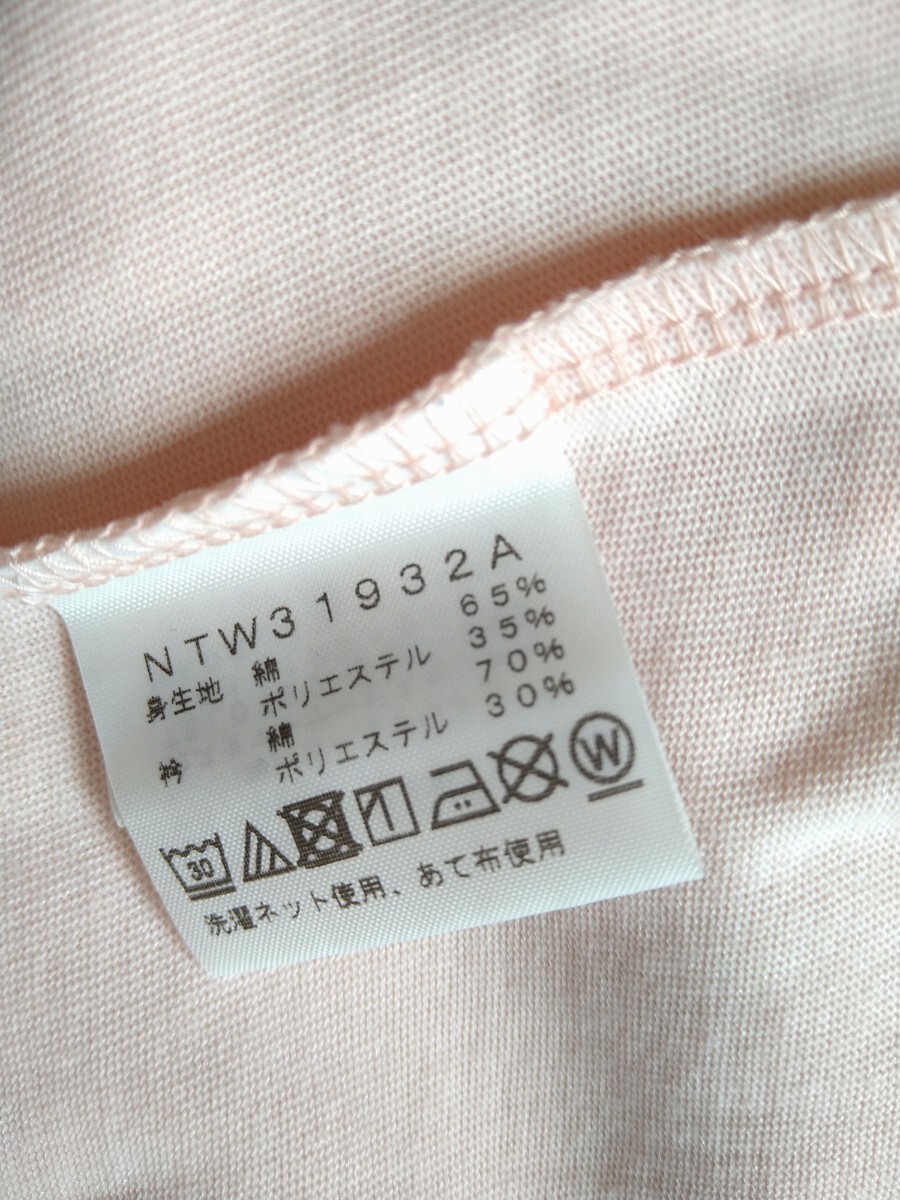 NTW31932A
身生地 綿 65%
ポリエステル 35%
衿 綿 70%
ポリエステル 30%
30 W
洗濯ネット使用、あて布使用